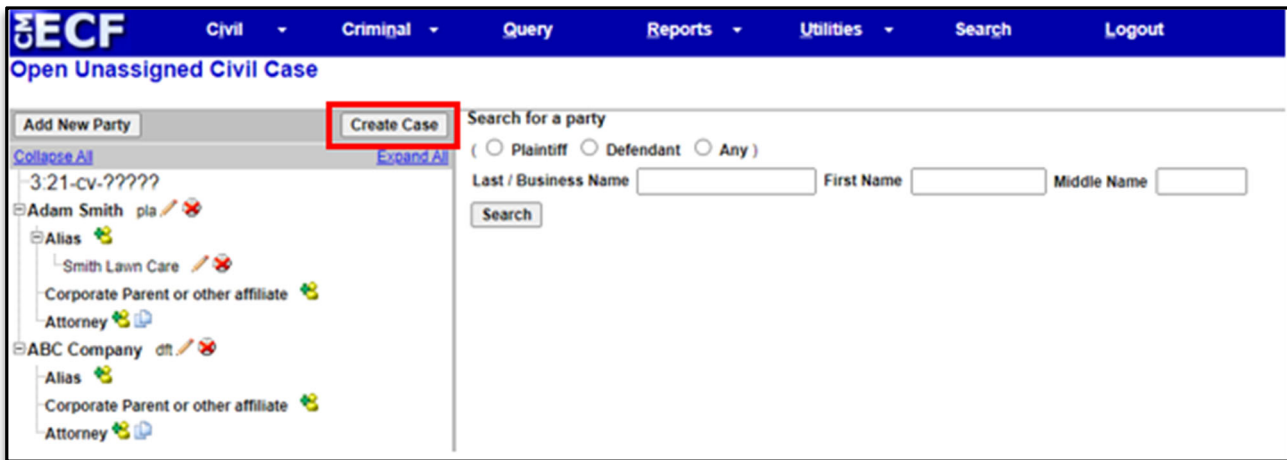 CM ECF Civil Criminal Query Reports Utilities Search Logout
Open Unassigned Civil Case
Add New Party Create Case
Collapse All Expand All
3:21-cv-?????
Adam Smith pla
Alias
Smith Lawn Care
Corporate Parent or other affiliate
Attorney
ABC Company dft
Alias
Corporate Parent or other affiliate
Attorney
Search for a party
( Plaintiff Defendant Any )
Last / Business Name First Name Middle Name
Search